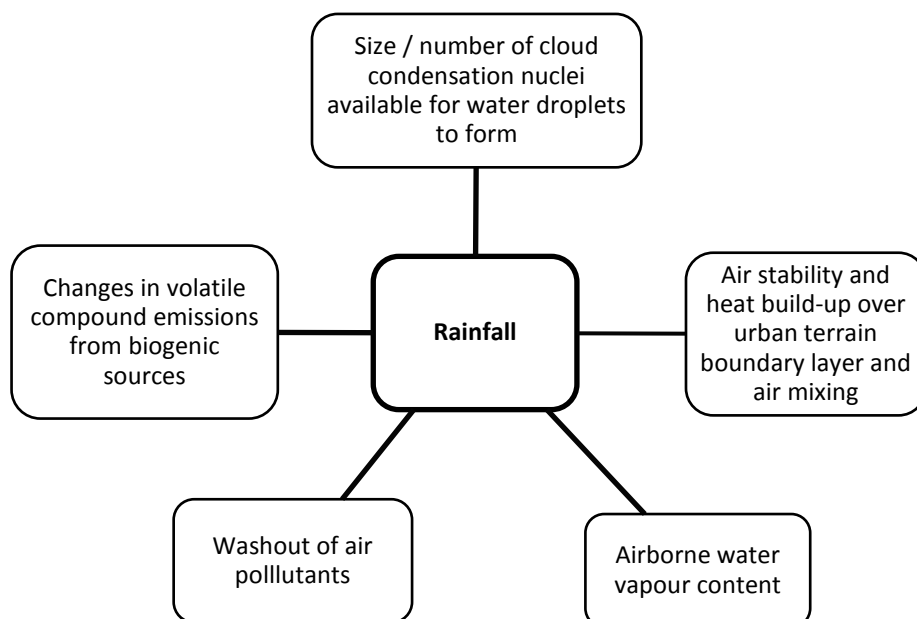 Size / number of cloud
condensation nuclei
available for water droplets
to form
Changes in volatile
compound emissions
from biogenic
sources
Rainfall
Air stability and
heat build-up over
urban terrain
boundary layer and
air mixing
Washout of air
polllutants
Airborne water
vapour content